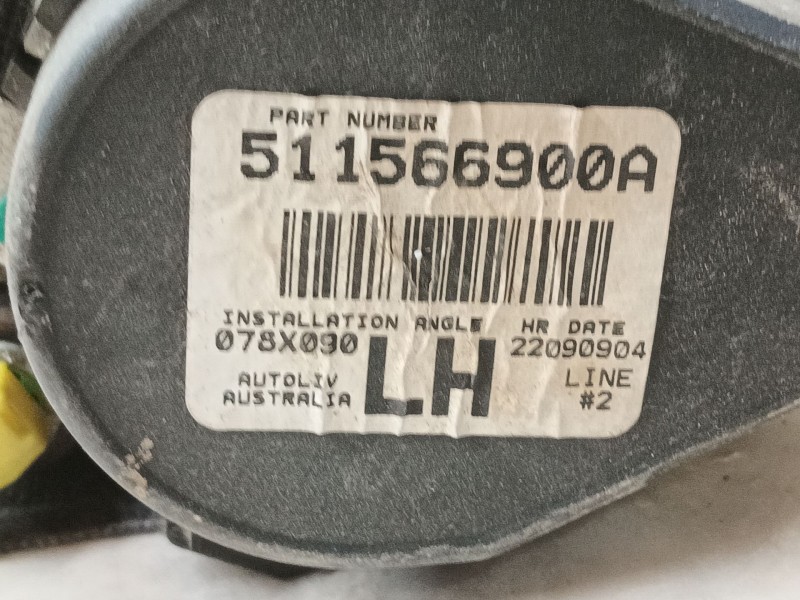 PART NUMBER
511566900A
INSTALLATION ANGLE HR DATE
078X090 LH 22090904
AUTOLIV LINE
AUSTRALIA #2